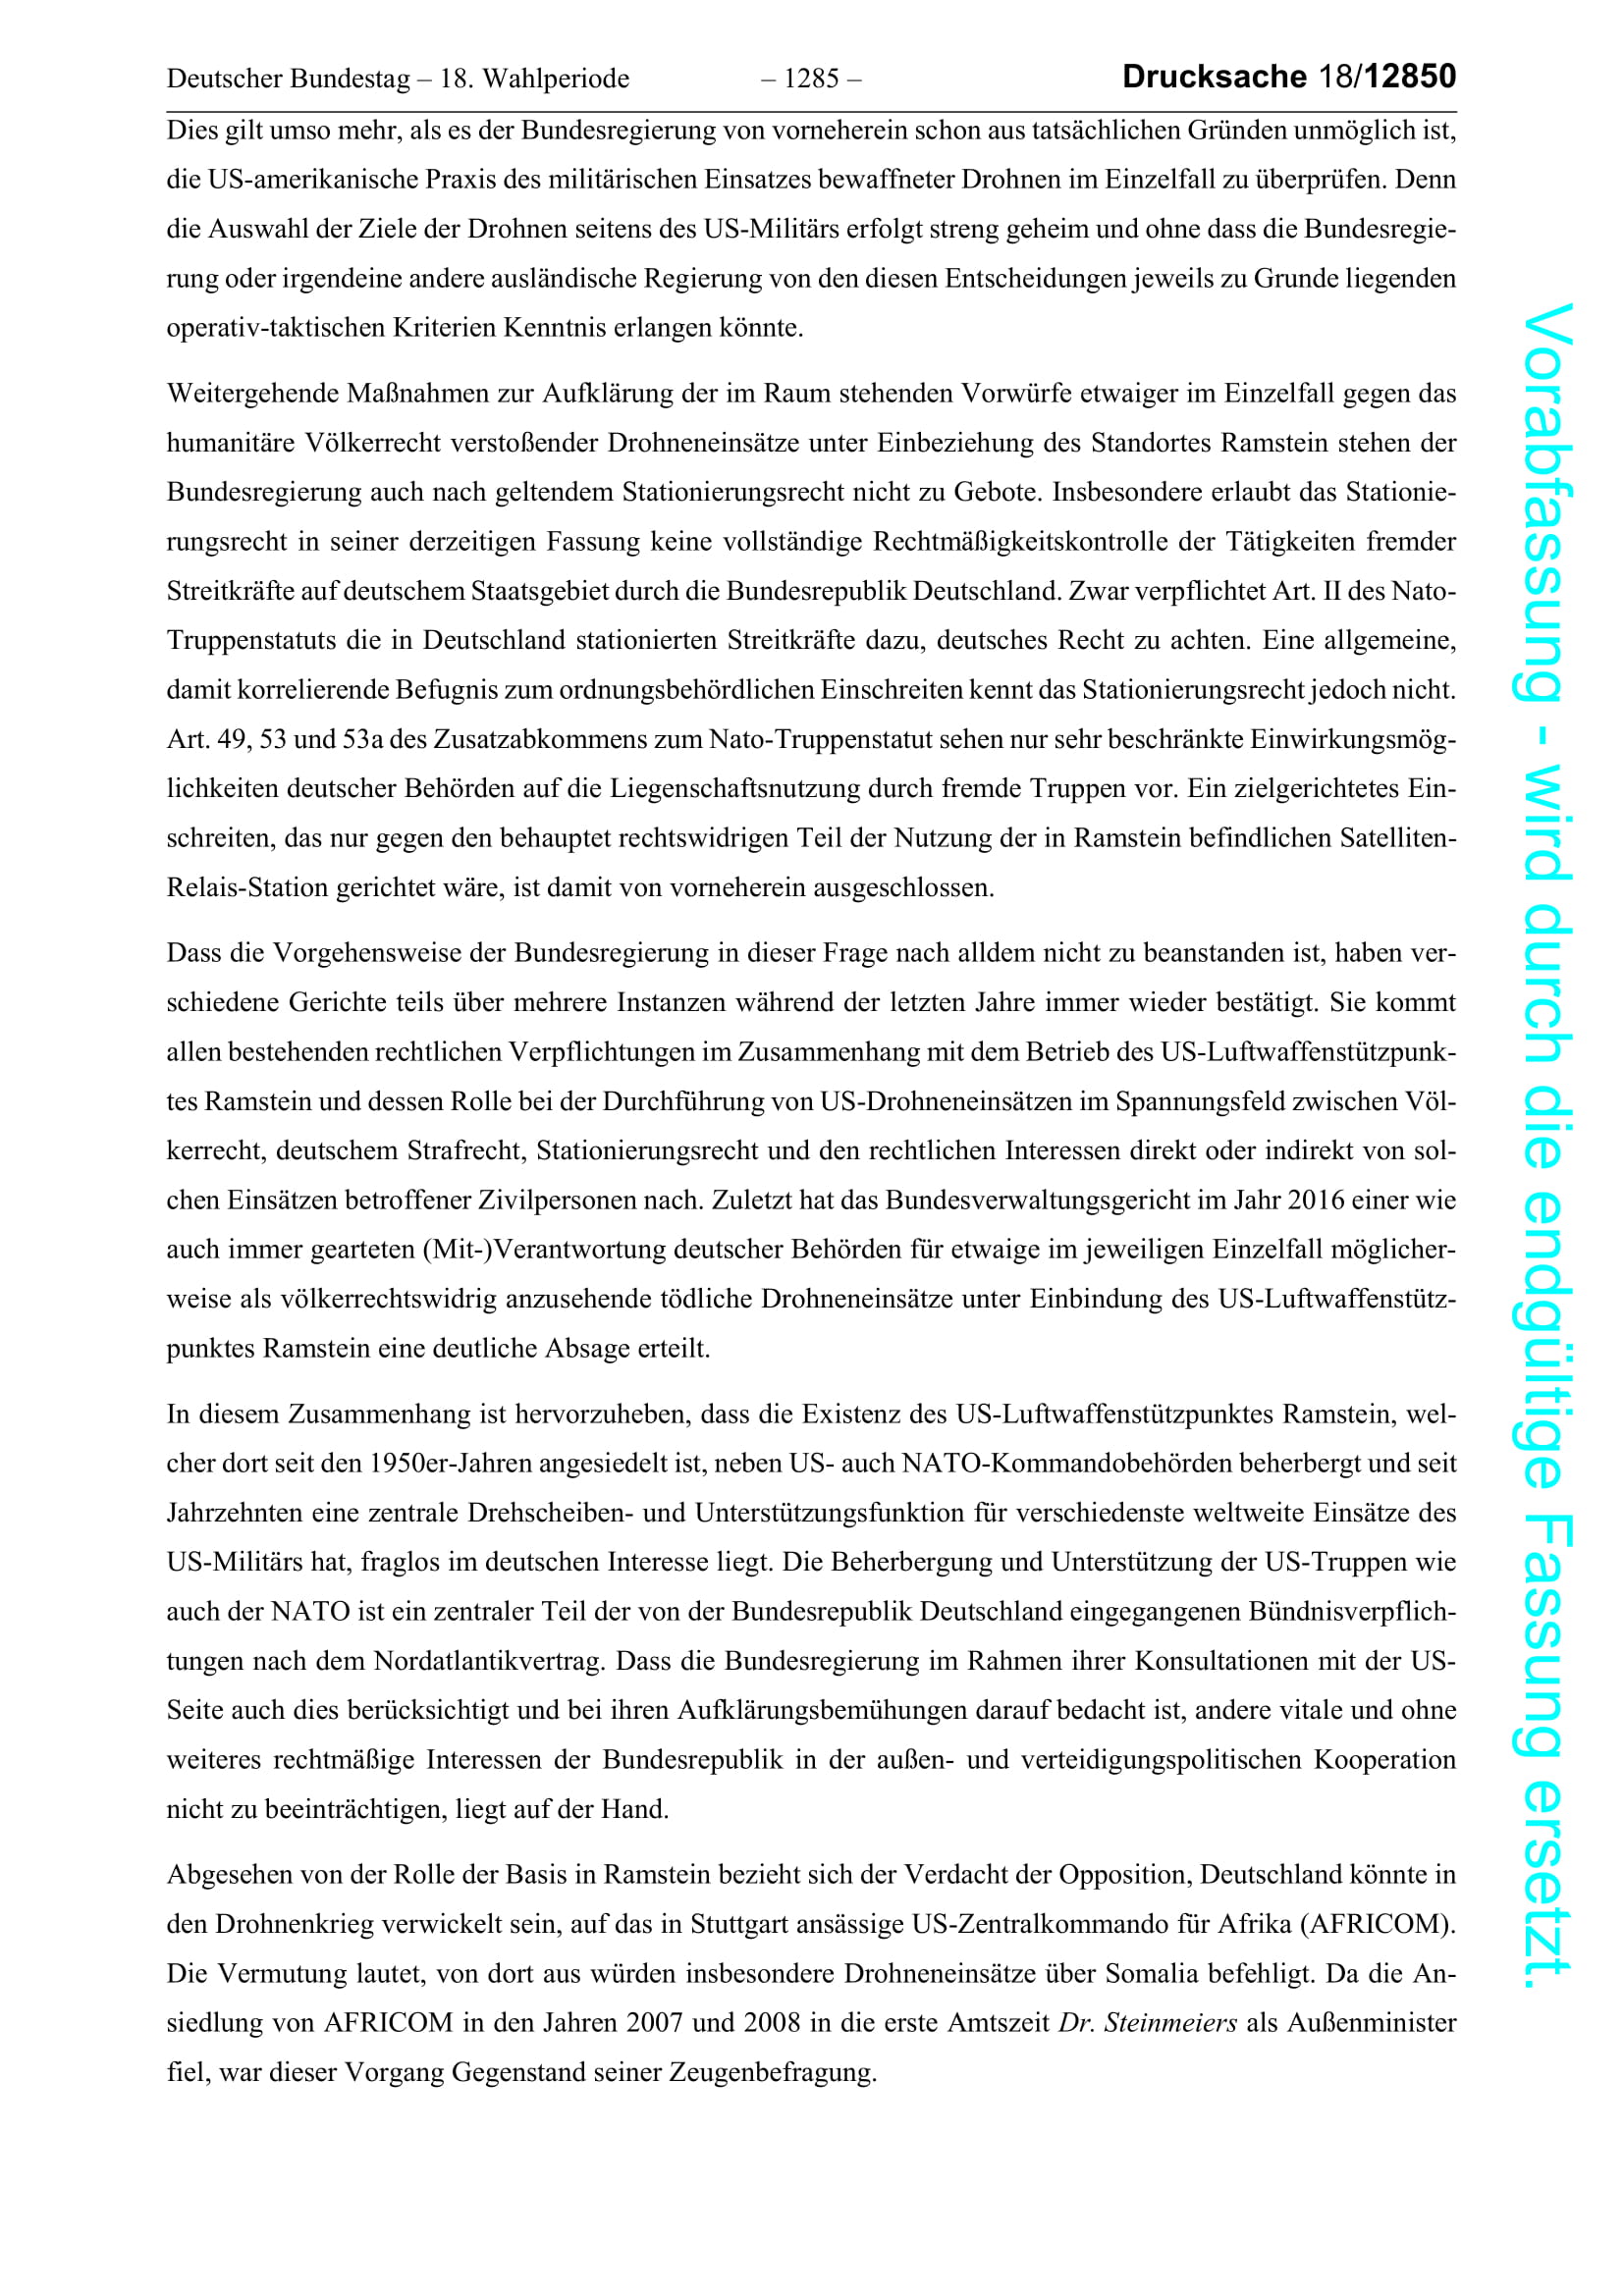 Deutscher Bundestag – 18. Wahlperiode – 1285 – Drucksache 18/12850
Dies gilt umso mehr, als es der Bundesregierung von vorneherein schon aus tatsächlichen Gründen unmöglich ist,
die US-amerikanische Praxis des militärischen Einsatzes bewaffneter Drohnen im Einzelfall zu überprüfen. Denn
die Auswahl der Ziele der Drohnen seitens des US-Militärs erfolgt streng geheim und ohne dass die Bundesregie-
rung oder irgendeine andere ausländische Regierung von den diesen Entscheidungen jeweils zu Grunde liegenden
operativ-taktischen Kriterien Kenntnis erlangen könnte.
Weitergehende Maßnahmen zur Aufklärung der im Raum stehenden Vorwürfe etwaiger im Einzelfall gegen das
humanitäre Völkerrecht verstoßender Drohneneinsätze unter Einbeziehung des Standortes Ramstein stehen der
Bundesregierung auch nach geltendem Stationierungsrecht nicht zu Gebote. Insbesondere erlaubt das Stationie-
rungsrecht in seiner derzeitigen Fassung keine vollständige Rechtmäßigkeitskontrolle der Tätigkeiten fremder
Streitkräfte auf deutschem Staatsgebiet durch die Bundesrepublik Deutschland. Zwar verpflichtet Art. II des Nato-
Truppenstatuts die in Deutschland stationierten Streitkräfte dazu, deutsches Recht zu achten. Eine allgemeine,
damit korrelierende Befugnis zum ordnungsbehördlichen Einschreiten kennt das Stationierungsrecht jedoch nicht.
Art. 49, 53 und 53a des Zusatzabkommens zum Nato-Truppenstatut sehen nur sehr beschränkte Einwirkungsmög-
lichkeiten deutscher Behörden auf die Liegenschaftsnutzung durch fremde Truppen vor. Ein zielgerichtetes Ein-
schreiten, das nur gegen den behauptet rechtswidrigen Teil der Nutzung der in Ramstein befindlichen Satelliten-
Relais-Station gerichtet wäre, ist damit von vorneherein ausgeschlossen.
Dass die Vorgehensweise der Bundesregierung in dieser Frage nach alldem nicht zu beanstanden ist, haben ver-
schiedene Gerichte teils über mehrere Instanzen während der letzten Jahre immer wieder bestätigt. Sie kommt
allen bestehenden rechtlichen Verpflichtungen im Zusammenhang mit dem Betrieb des US-Luftwaffenstützpunk-
tes Ramstein und dessen Rolle bei der Durchführung von US-Drohneneinsätzen im Spannungsfeld zwischen Völ-
kerrecht, deutschem Strafrecht, Stationierungsrecht und den rechtlichen Interessen direkt oder indirekt von sol-
chen Einsätzen betroffener Zivilpersonen nach. Zuletzt hat das Bundesverwaltungsgericht im Jahr 2016 einer wie
auch immer gearteten (Mit-)Verantwortung deutscher Behörden für etwaige im jeweiligen Einzelfall möglicher-
weise als völkerrechtswidrig anzusehende tödliche Drohneneinsätze unter Einbindung des US-Luftwaffenstütz-
punktes Ramstein eine deutliche Absage erteilt.
In diesem Zusammenhang ist hervorzuheben, dass die Existenz des US-Luftwaffenstützpunktes Ramstein, wel-
cher dort seit den 1950er-Jahren angesiedelt ist, neben US- auch NATO-Kommandobehörden beherbergt und seit
Jahrzehnten eine zentrale Drehscheiben- und Unterstützungsfunktion für verschiedenste weltweite Einsätze des
US-Militärs hat, fraglos im deutschen Interesse liegt. Die Beherbergung und Unterstützung der US-Truppen wie
auch der NATO ist ein zentraler Teil der von der Bundesrepublik Deutschland eingegangenen Bündnisverpflich-
tungen nach dem Nordatlantikvertrag. Dass die Bundesregierung im Rahmen ihrer Konsultationen mit der US-
Seite auch dies berücksichtigt und bei ihren Aufklärungsbemühungen darauf bedacht ist, andere vitale und ohne
weiteres rechtmäßige Interessen der Bundesrepublik in der außen- und verteidigungspolitischen Kooperation
nicht zu beeinträchtigen, liegt auf der Hand.
Abgesehen von der Rolle der Basis in Ramstein bezieht sich der Verdacht der Opposition, Deutschland könnte in
den Drohnenkrieg verwickelt sein, auf das in Stuttgart ansässige US-Zentralkommando für Afrika (AFRICOM).
Die Vermutung lautet, von dort aus würden insbesondere Drohneneinsätze über Somalia befehligt. Da die An-
siedlung von AFRICOM in den Jahren 2007 und 2008 in die erste Amtszeit Dr. Steinmeiers als Außenminister
fiel, war dieser Vorgang Gegenstand seiner Zeugenbefragung.
Vorabfassung - wird durch die endgültige Fassung ersetzt.